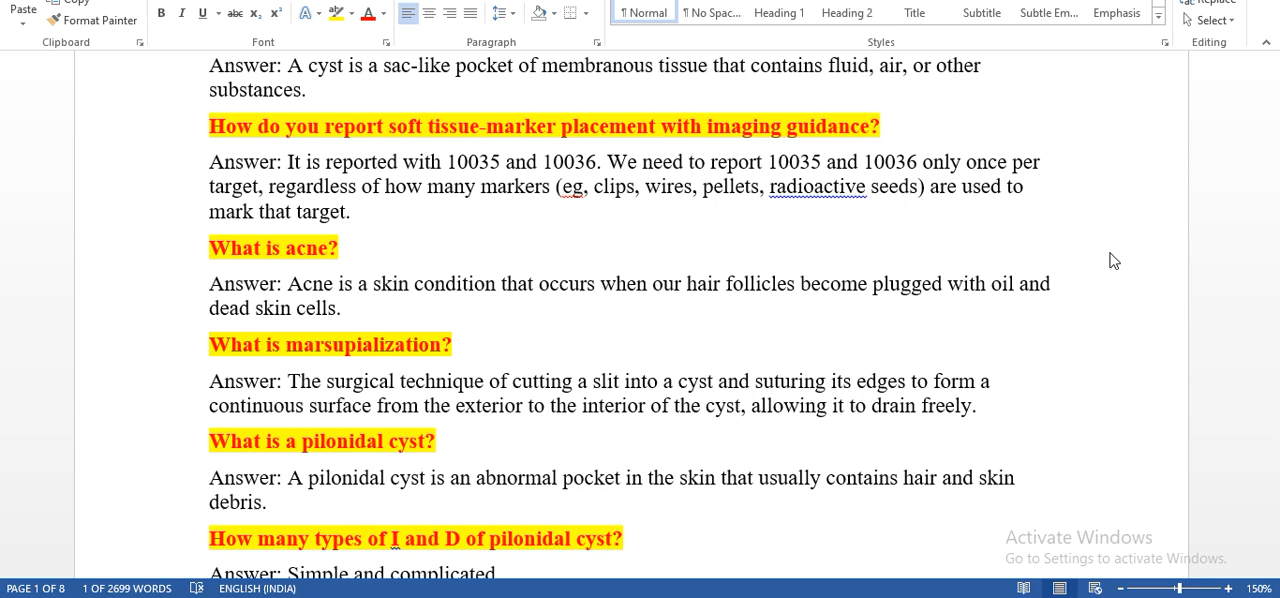 Paste
Copy
Format Painter
B I U abc x₂ x² A A
Normal
No Spac...
Heading 1
Heading 2
Title
Subtitle
Subtle Em...
Emphasis
Replace
Select
Clipboard
Font
Paragraph
Styles
Editing
Answer: A cyst is a sac-like pocket of membranous tissue that contains fluid, air, or other
substances.
How do you report soft tissue-marker placement with imaging guidance?
Answer: It is reported with 10035 and 10036. We need to report 10035 and 10036 only once per
target, regardless of how many markers (eg, clips, wires, pellets, radioactive seeds) are used to
mark that target.
What is acne?
Answer: Acne is a skin condition that occurs when our hair follicles become plugged with oil and
dead skin cells.
What is marsupialization?
Answer: The surgical technique of cutting a slit into a cyst and suturing its edges to form a
continuous surface from the exterior to the interior of the cyst, allowing it to drain freely.
What is a pilonidal cyst?
Answer: A pilonidal cyst is an abnormal pocket in the skin that usually contains hair and skin
debris.
How many types of I and D of pilonidal cyst?
Answer: Simple and complicated
Activate Windows
Go to Settings to activate Windows.
PAGE 1 OF 8
1 OF 2699 WORDS
ENGLISH (INDIA)
150%